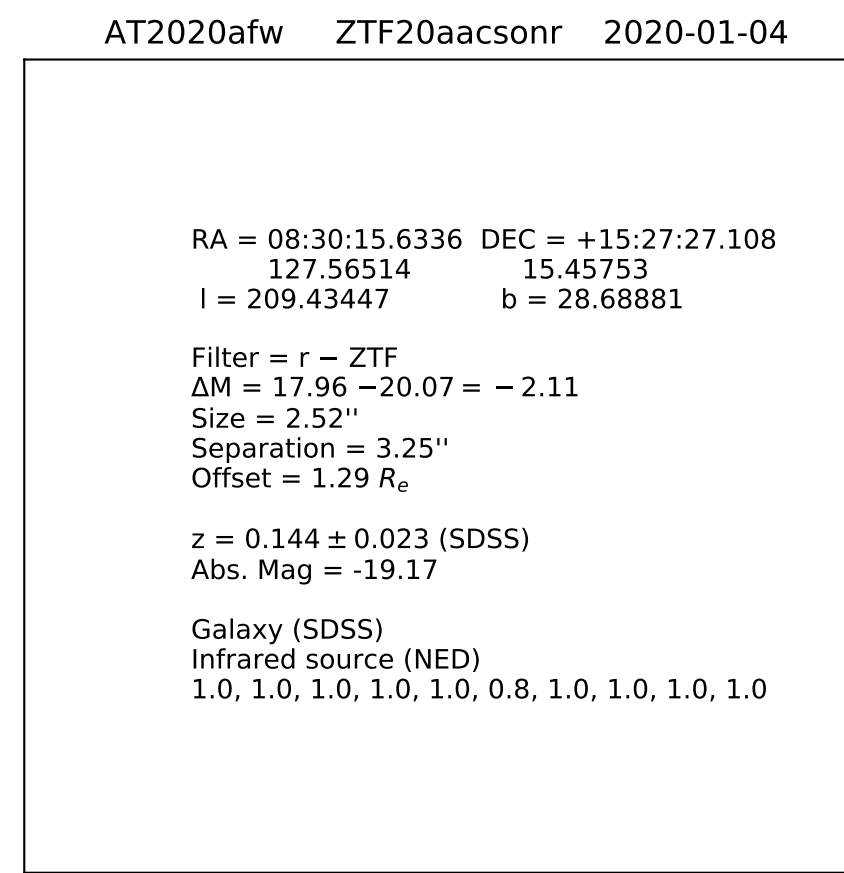 AT2020afw ZTF20aacsonr 2020-01-04
RA = 08:30:15.6336 DEC = +15:27:27.108
127.56514 15.45753
l = 209.43447 b = 28.68881
Filter = r − ZTF
ΔM = 17.96 −20.07 = − 2.11
Size = 2.52''
Separation = 3.25''
Offset = 1.29 Rₑ
z = 0.144 ± 0.023 (SDSS)
Abs. Mag = -19.17
Galaxy (SDSS)
Infrared source (NED)
1.0, 1.0, 1.0, 1.0, 1.0, 0.8, 1.0, 1.0, 1.0, 1.0